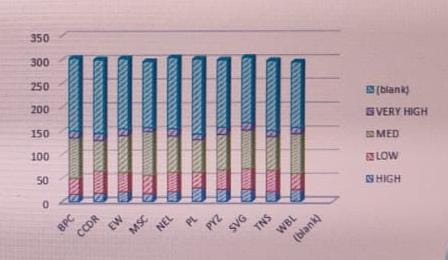 350
300
250
200
150
100
50
0
BPC CCDR EW MSC NEL PL PYZ SVG TNS WBL (blank)
(blank)
VERY HIGH
MED
LOW
HIGH